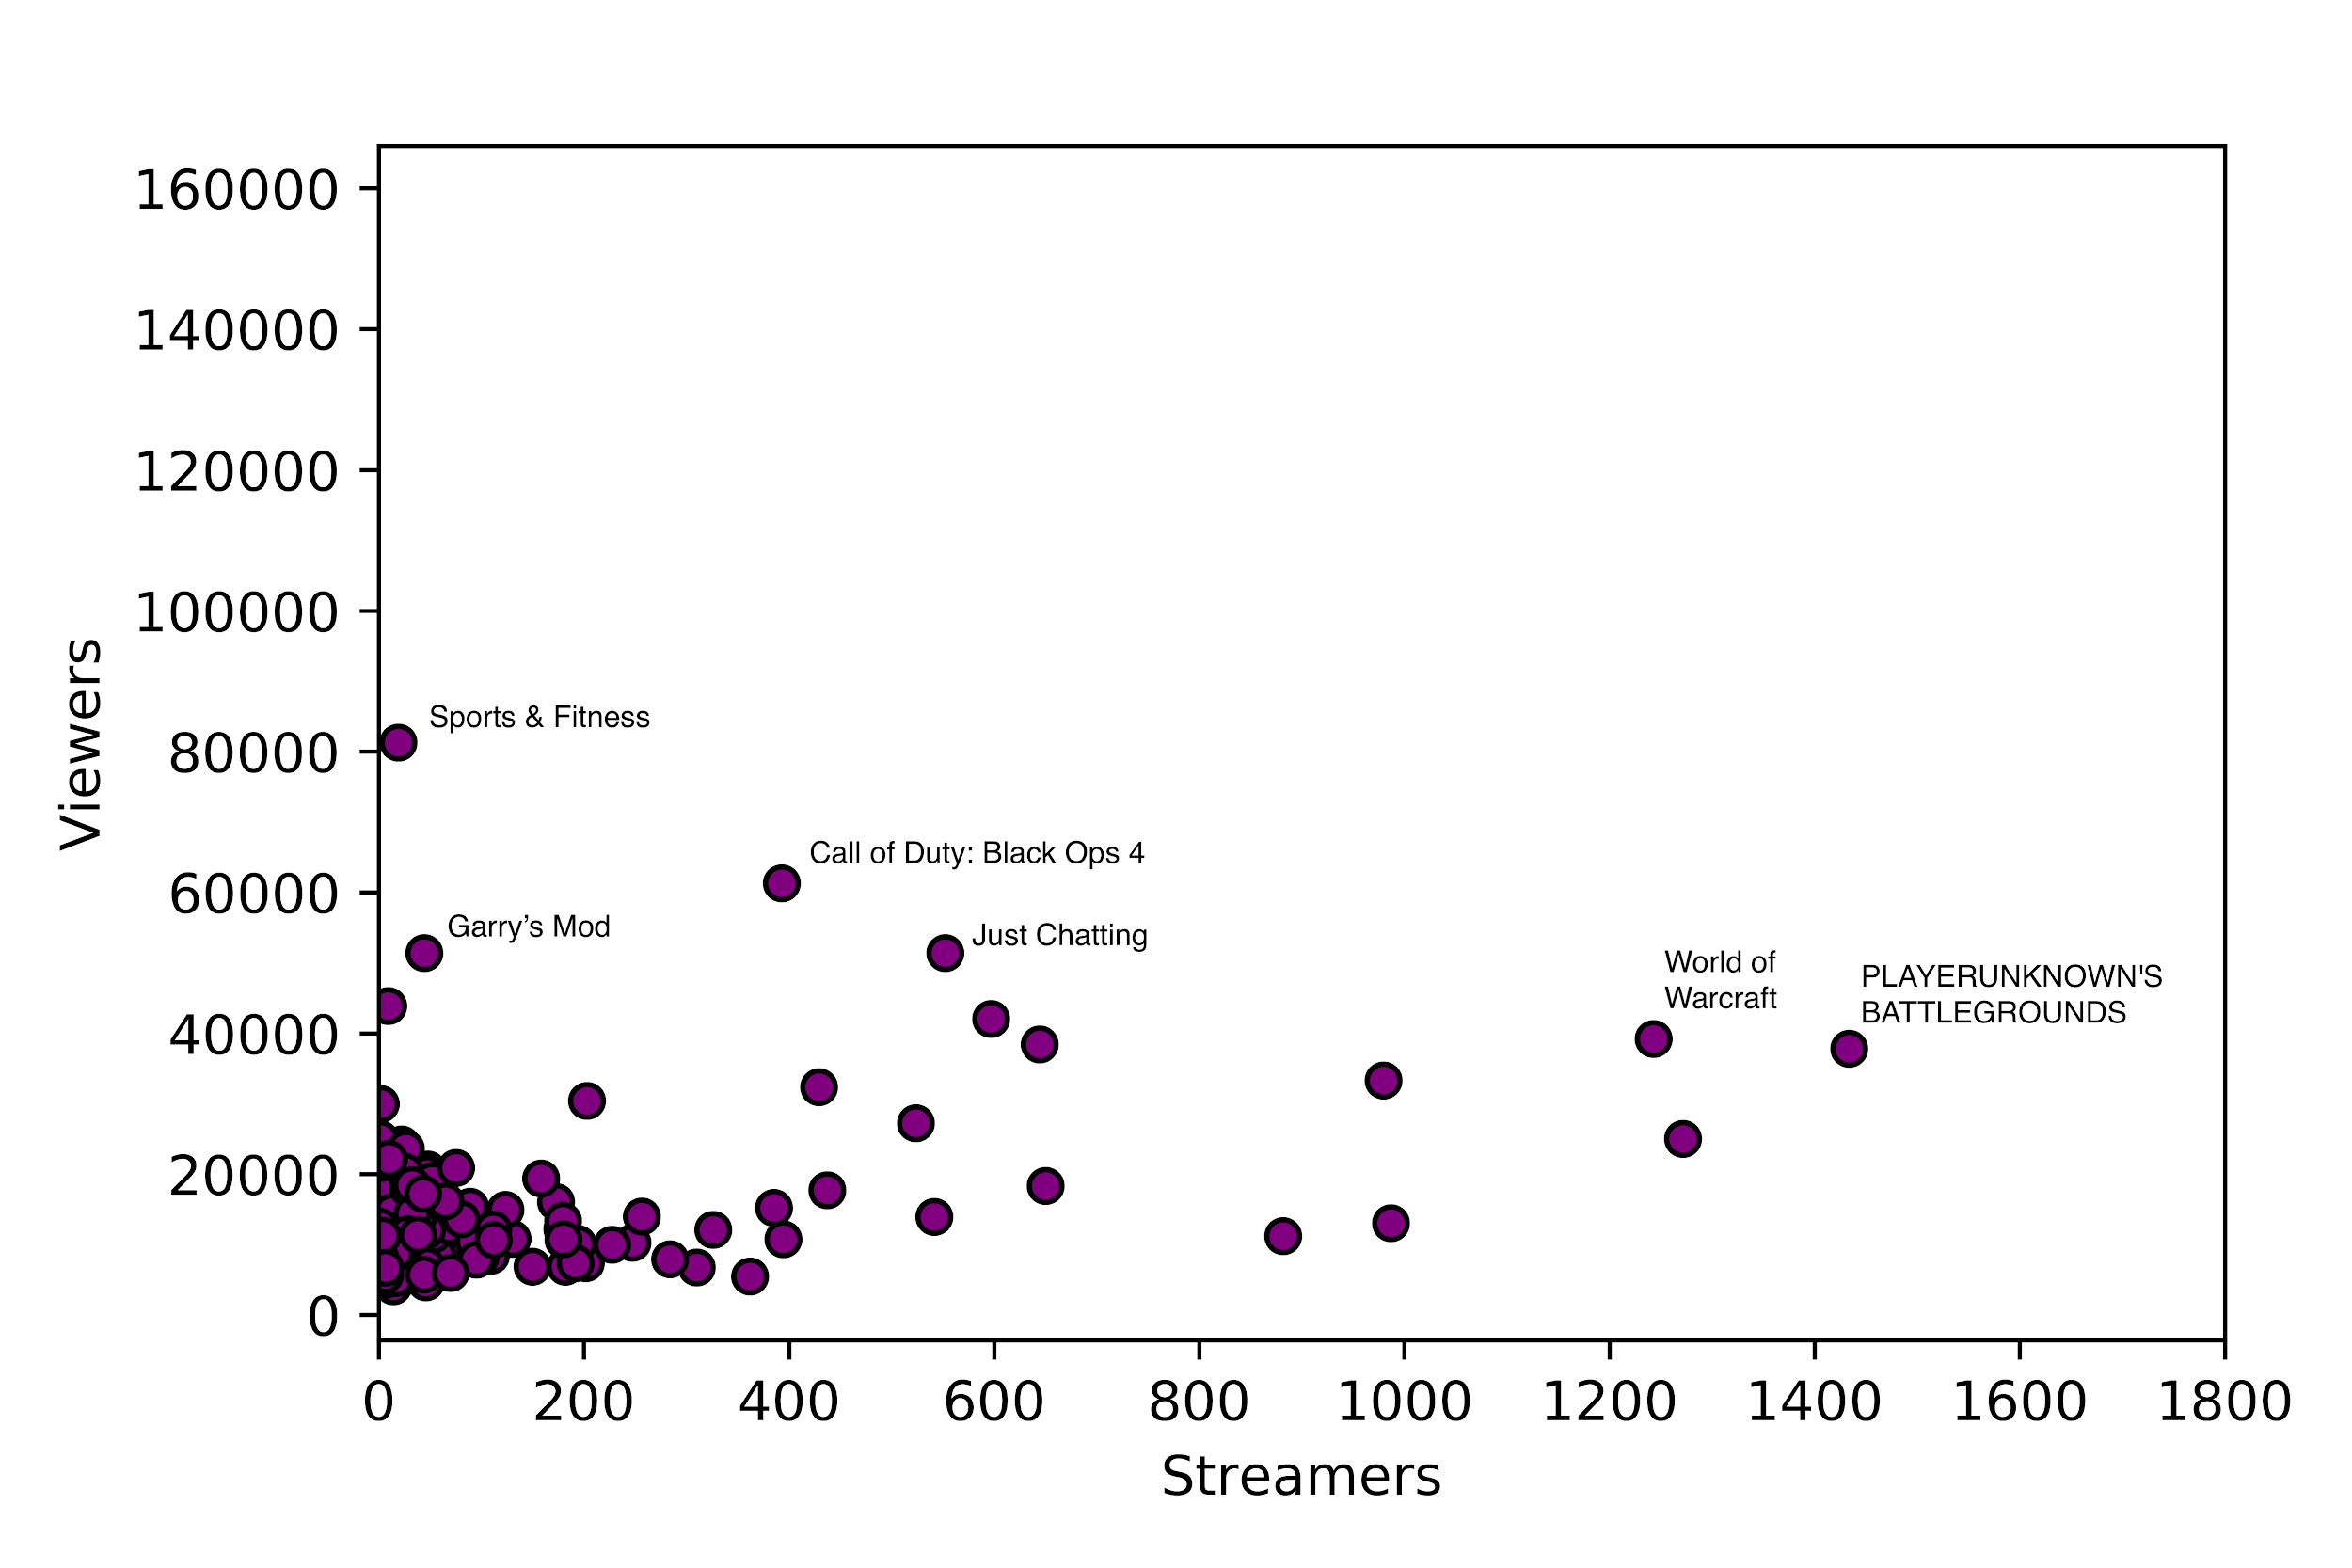 160000
140000
120000
100000
80000
60000
40000
20000
0
Viewers
Sports & Fitness
Call of Duty: Black Ops 4
Garry’s Mod
Just Chatting
World of
Warcraft
PLAYERUNKNOWN'S
BATTLEGROUNDS
0 200 400 600 800 1000 1200 1400 1600 1800
Streamers